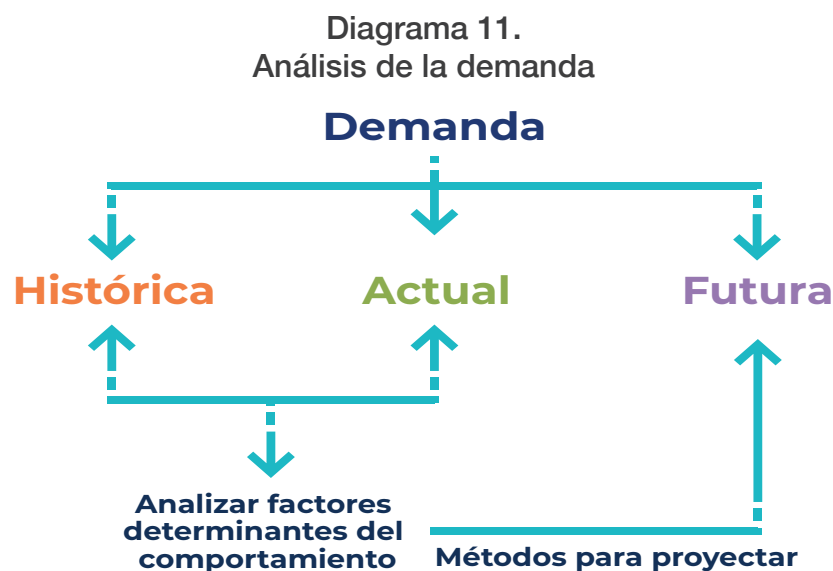 Diagrama 11.
Análisis de la demanda
Demanda
Histórica
Actual
Futura
Analizar factores
determinantes del
comportamiento
Métodos para proyectar